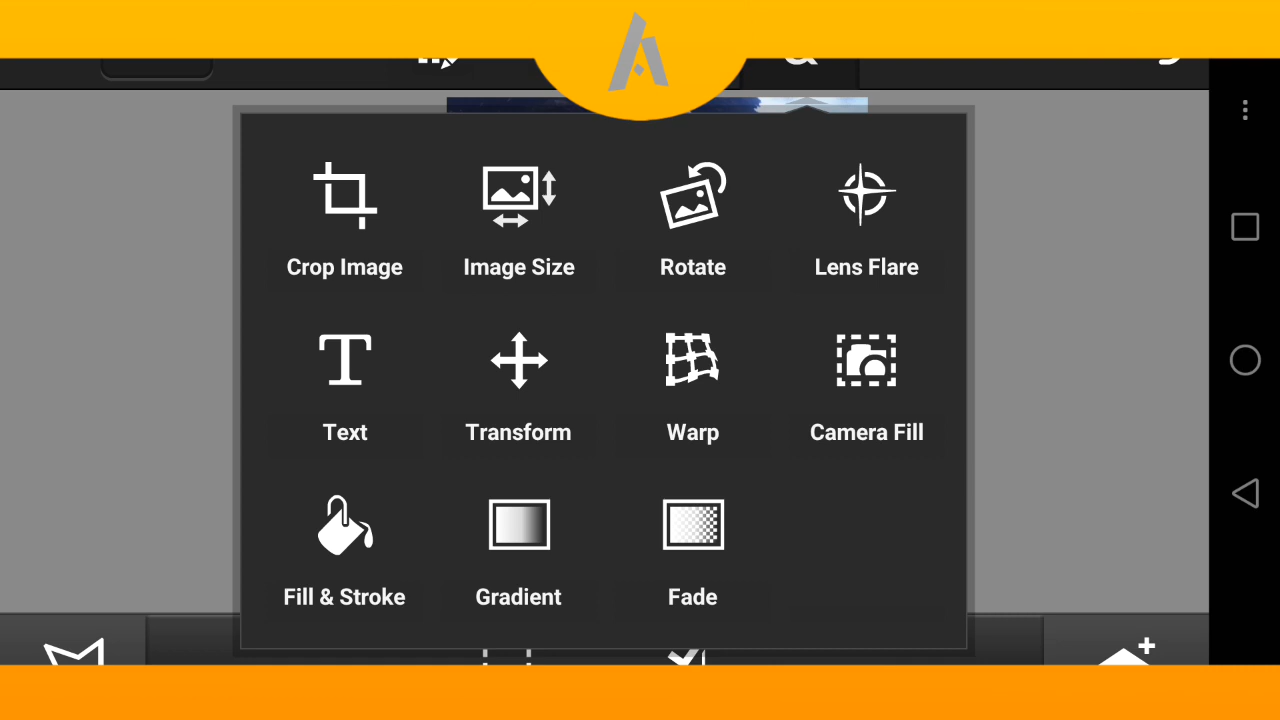 Crop Image
Image Size
Rotate
Lens Flare
Text
Transform
Warp
Camera Fill
Fill & Stroke
Gradient
Fade